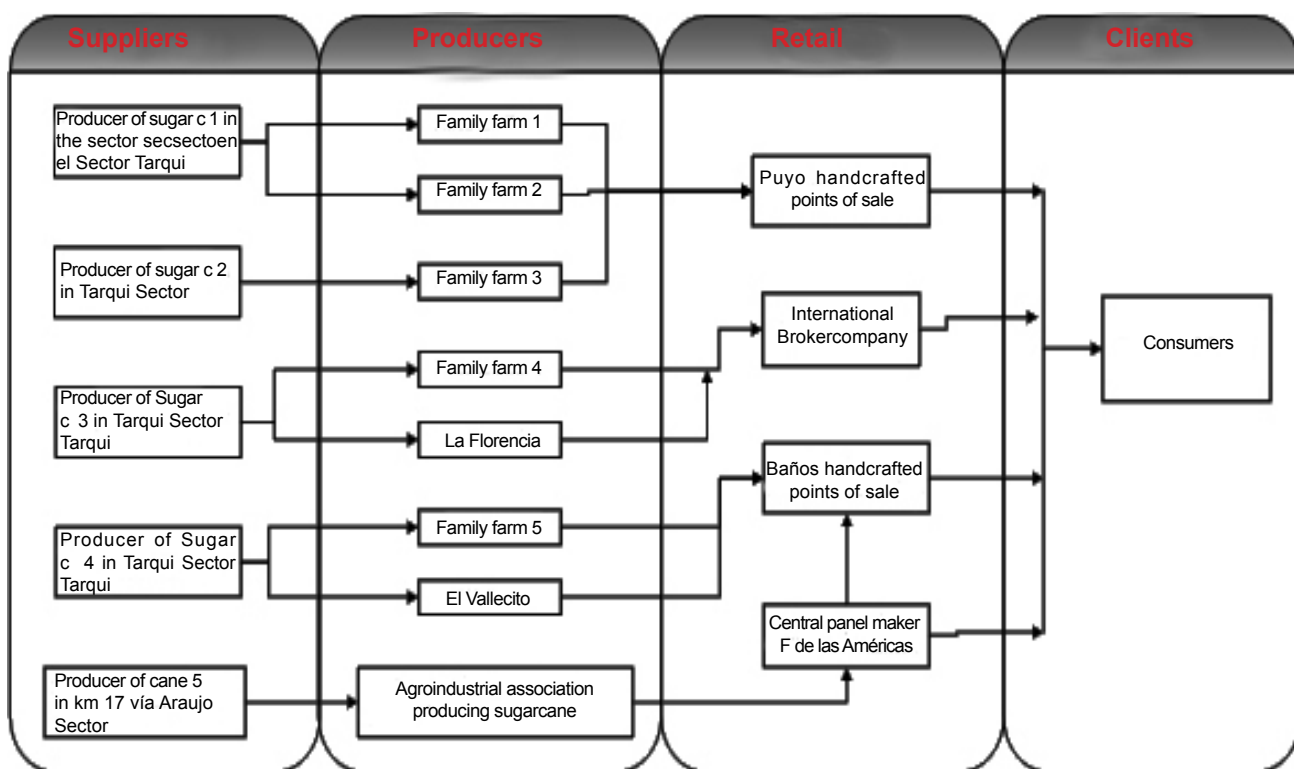 Suppliers
Producers
Retail
Clients
Producer of sugar c 1 in
the sector secsectoen
el Sector Tarqui
Producer of sugar c 2
in Tarqui Sector
Producer of Sugar
c 3 in Tarqui Sector
Tarqui
Producer of Sugar
c 4 in Tarqui Sector
Tarqui
Producer of cane 5
in km 17 vía Araujo
Sector
Family farm 1
Family farm 2
Family farm 3
Family farm 4
La Florencia
Family farm 5
El Vallecito
Agroindustrial association
producing sugarcane
Puyo handcrafted
points of sale
International
Brokercompany
Baños handcrafted
points of sale
Central panel maker
F de las Américas
Consumers